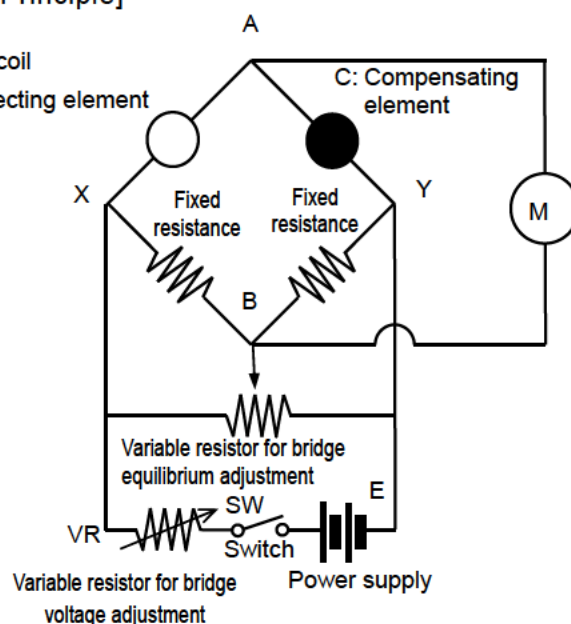 A
coil
element
C: Compensating
element
X
Fixed
resistance
Fixed
resistance
Y
M
B
Variable resistor for bridge
equilibrium adjustment
E
SW
VR
Switch
Variable resistor for bridge
voltage adjustment
Power supply